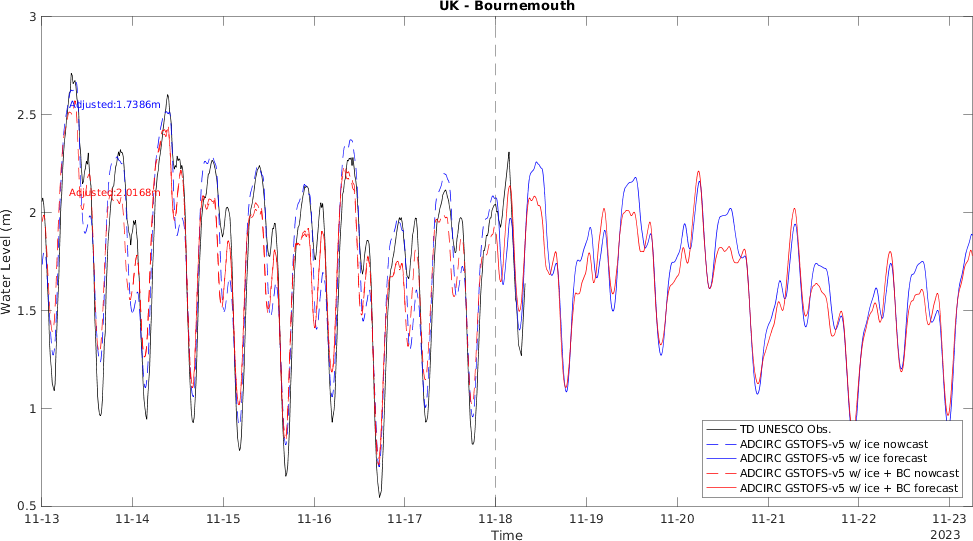 UK - Bournemouth
3
2.5
2
1.5
1
0.5
Water Level (m)
Adjusted:1.7386m
Adjusted:2.0168m
TD UNESCO Obs.
ADCIRC GSTOFS-v5 w/ ice nowcast
ADCIRC GSTOFS-v5 w/ ice forecast
ADCIRC GSTOFS-v5 w/ ice + BC nowcast
ADCIRC GSTOFS-v5 w/ ice + BC forecast
11-13 11-14 11-15 11-16 11-17 11-18 11-19 11-20 11-21 11-22 11-23
Time
2023